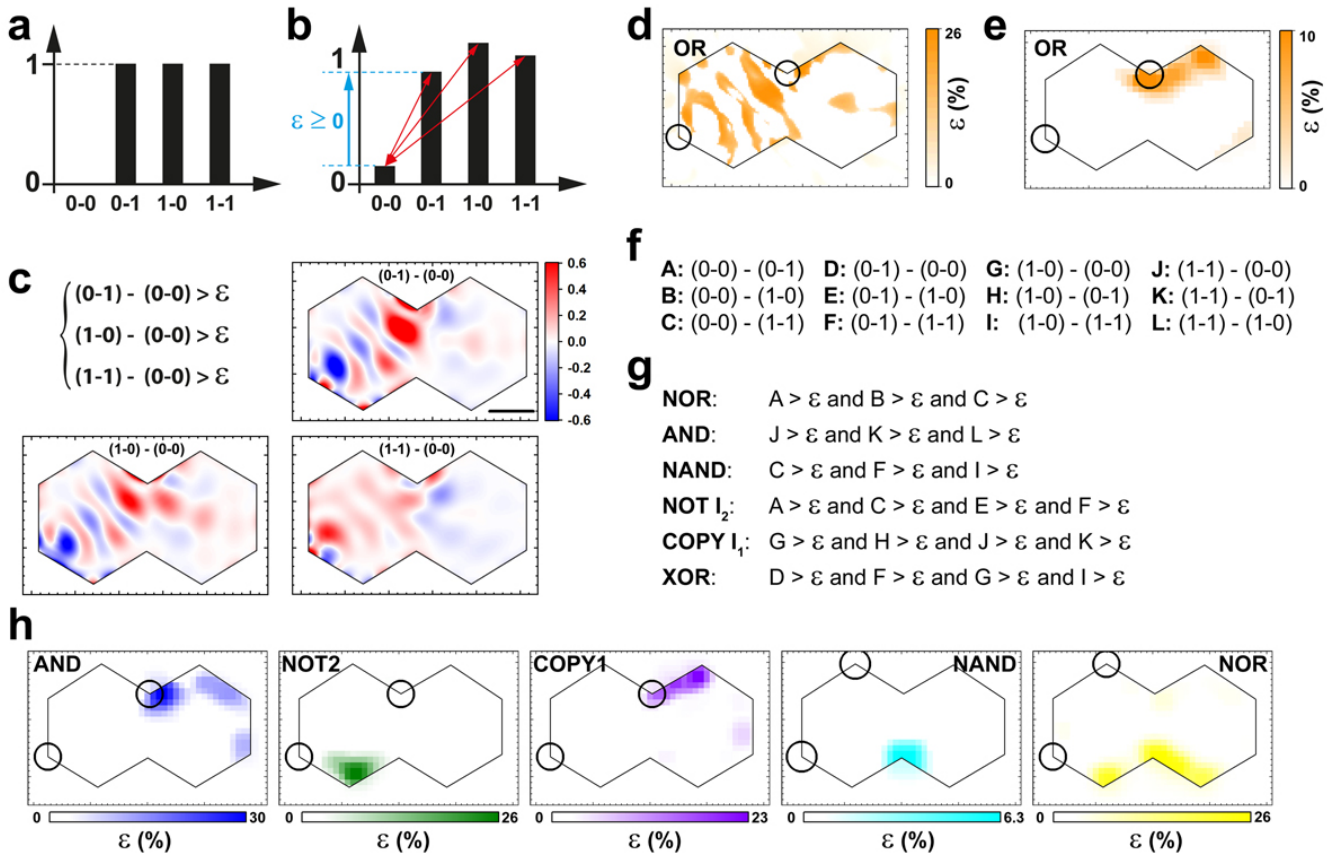 a
1
0
0-0 0-1 1-0 1-1
b
1
ε ≥ 0
0
0-0 0-1 1-0 1-1
c
(0-1) - (0-0) > ε
(1-0) - (0-0) > ε
(1-1) - (0-0) > ε
(0-1) - (0-0)
0.6
0.4
0.2
0.0
-0.2
-0.4
-0.6
(1-0) - (0-0)
(1-1) - (0-0)
d
OR
26
0
ε (%)
e
OR
10
0
ε (%)
f
A: (0-0) - (0-1) D: (0-1) - (0-0) G: (1-0) - (0-0) J: (1-1) - (0-0)
B: (0-0) - (1-0) E: (0-1) - (1-0) H: (1-0) - (0-1) K: (1-1) - (0-1)
C: (0-0) - (1-1) F: (0-1) - (1-1) I: (1-0) - (1-1) L: (1-1) - (1-0)
g
NOR: A > ε and B > ε and C > ε
AND: J > ε and K > ε and L > ε
NAND: C > ε and F > ε and I > ε
NOT I₂: A > ε and C > ε and E > ε and F > ε
COPY I₁: G > ε and H > ε and J > ε and K > ε
XOR: D > ε and F > ε and G > ε and I > ε
h
AND
0 30
ε (%)
NOT2
0 26
ε (%)
COPY1
0 23
ε (%)
NAND
0 6.3
ε (%)
NOR
0 26
ε (%)